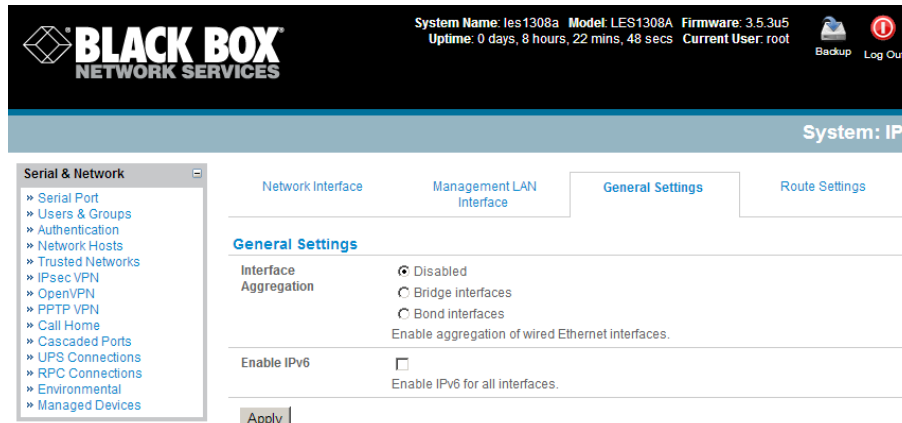 BLACK BOX
NETWORK SERVICES
System Name: les1308a Model: LES1308A Firmware: 3.5.3u5
Uptime: 0 days, 8 hours, 22 mins, 48 secs Current User: root
Backup
Log Ou
System: IP
Serial & Network
» Serial Port
» Users & Groups
» Authentication
» Network Hosts
» Trusted Networks
» IPsec VPN
» OpenVPN
» PPTP VPN
» Call Home
» Cascaded Ports
» UPS Connections
» RPC Connections
» Environmental
» Managed Devices
Network Interface
Management LAN
Interface
General Settings
Route Settings
General Settings
Interface
Aggregation
Disabled
Bridge interfaces
Bond interfaces
Enable aggregation of wired Ethernet interfaces.
Enable IPv6
Enable IPv6 for all interfaces.
Apply